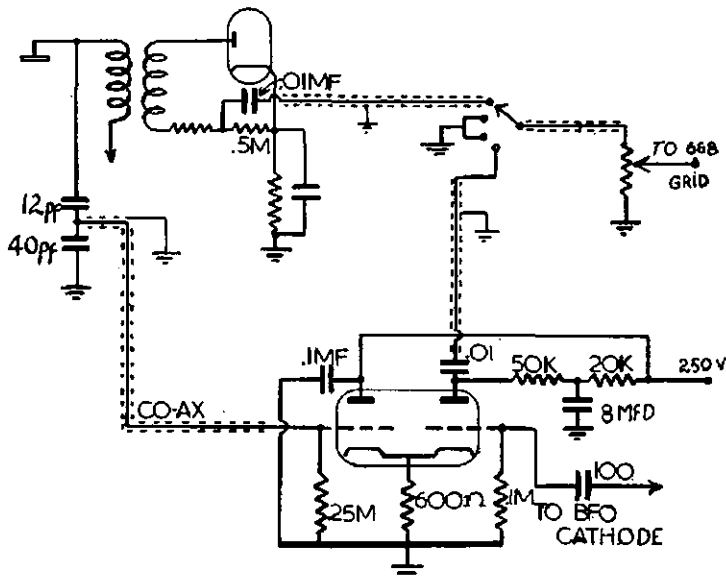 .01MF
.5M
TO 6G8
GRID
12pf
40pf
.1MF
.01
50K
20K
250V
8 MFD
CO-AX
.25M
600Ω
.1M
100
TO BFO
CATHODE